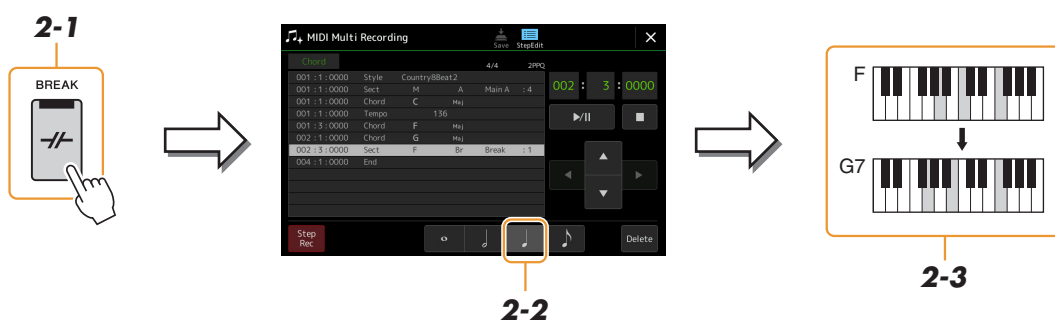 2-1
BREAK
MIDI Multi Recording
Save StepEdit
Chord 4/4 2PPQ
001 : 1 : 0000 Style Country8Beat2
001 : 1 : 0000 Sect M A Main A : 4
001 : 1 : 0000 Chord C Maj
001 : 1 : 0000 Tempo 136
001 : 3 : 0000 Chord F Maj
002 : 1 : 0000 Chord G Maj
002 : 3 : 0000 Sect F Br Break : 1
004 : 1 : 0000 End
002 : 3 : 0000
Step
Rec
Delete
2-2
F
G7
2-3